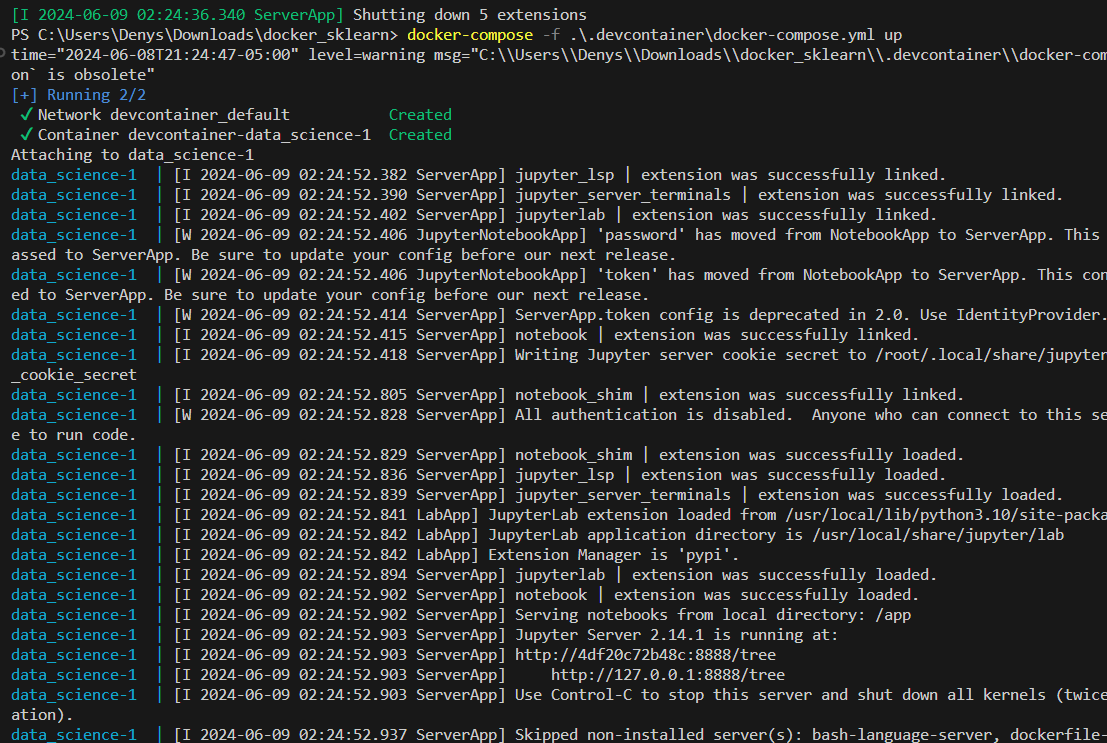 [I 2024-06-09 02:24:36.340 ServerApp] Shutting down 5 extensions
PS C:\Users\Denys\Downloads\docker_sklearn> docker-compose -f .\.devcontainer\docker-compose.yml up
time="2024-06-08T21:24:47-05:00" level=warning msg="C:\\Users\\Denys\\Downloads\\docker_sklearn\\.devcontainer\\docker-com
on` is obsolete"
[+] Running 2/2
✓ Network devcontainer_default Created
✓ Container devcontainer-data_science-1 Created
Attaching to data_science-1
data_science-1 | [I 2024-06-09 02:24:52.382 ServerApp] jupyter_lsp | extension was successfully linked.
data_science-1 | [I 2024-06-09 02:24:52.390 ServerApp] jupyter_server_terminals | extension was successfully linked.
data_science-1 | [I 2024-06-09 02:24:52.402 ServerApp] jupyterlab | extension was successfully linked.
data_science-1 | [W 2024-06-09 02:24:52.406 JupyterNotebookApp] 'password' has moved from NotebookApp to ServerApp. This
assed to ServerApp. Be sure to update your config before our next release.
data_science-1 | [W 2024-06-09 02:24:52.406 JupyterNotebookApp] 'token' has moved from NotebookApp to ServerApp. This con
ed to ServerApp. Be sure to update your config before our next release.
data_science-1 | [W 2024-06-09 02:24:52.414 ServerApp] ServerApp.token config is deprecated in 2.0. Use IdentityProvider.
data_science-1 | [I 2024-06-09 02:24:52.415 ServerApp] notebook | extension was successfully linked.
data_science-1 | [I 2024-06-09 02:24:52.418 ServerApp] Writing Jupyter server cookie secret to /root/.local/share/jupyter
_cookie_secret
data_science-1 | [I 2024-06-09 02:24:52.805 ServerApp] notebook_shim | extension was successfully linked.
data_science-1 | [W 2024-06-09 02:24:52.828 ServerApp] All authentication is disabled.  Anyone who can connect to this se
e to run code.
data_science-1 | [I 2024-06-09 02:24:52.829 ServerApp] notebook_shim | extension was successfully loaded.
data_science-1 | [I 2024-06-09 02:24:52.836 ServerApp] jupyter_lsp | extension was successfully loaded.
data_science-1 | [I 2024-06-09 02:24:52.839 ServerApp] jupyter_server_terminals | extension was successfully loaded.
data_science-1 | [I 2024-06-09 02:24:52.841 LabApp] JupyterLab extension loaded from /usr/local/lib/python3.10/site-packa
data_science-1 | [I 2024-06-09 02:24:52.842 LabApp] JupyterLab application directory is /usr/local/share/jupyter/lab
data_science-1 | [I 2024-06-09 02:24:52.842 LabApp] Extension Manager is 'pypi'.
data_science-1 | [I 2024-06-09 02:24:52.894 ServerApp] jupyterlab | extension was successfully loaded.
data_science-1 | [I 2024-06-09 02:24:52.902 ServerApp] notebook | extension was successfully loaded.
data_science-1 | [I 2024-06-09 02:24:52.902 ServerApp] Serving notebooks from local directory: /app
data_science-1 | [I 2024-06-09 02:24:52.903 ServerApp] Jupyter Server 2.14.1 is running at:
data_science-1 | [I 2024-06-09 02:24:52.903 ServerApp] http://4df20c72b48c:8888/tree
data_science-1 | [I 2024-06-09 02:24:52.903 ServerApp]     http://127.0.0.1:8888/tree
data_science-1 | [I 2024-06-09 02:24:52.903 ServerApp] Use Control-C to stop this server and shut down all kernels (twice
ation).
data_science-1 | [I 2024-06-09 02:24:52.937 ServerApp] Skipped non-installed server(s): bash-language-server, dockerfile-